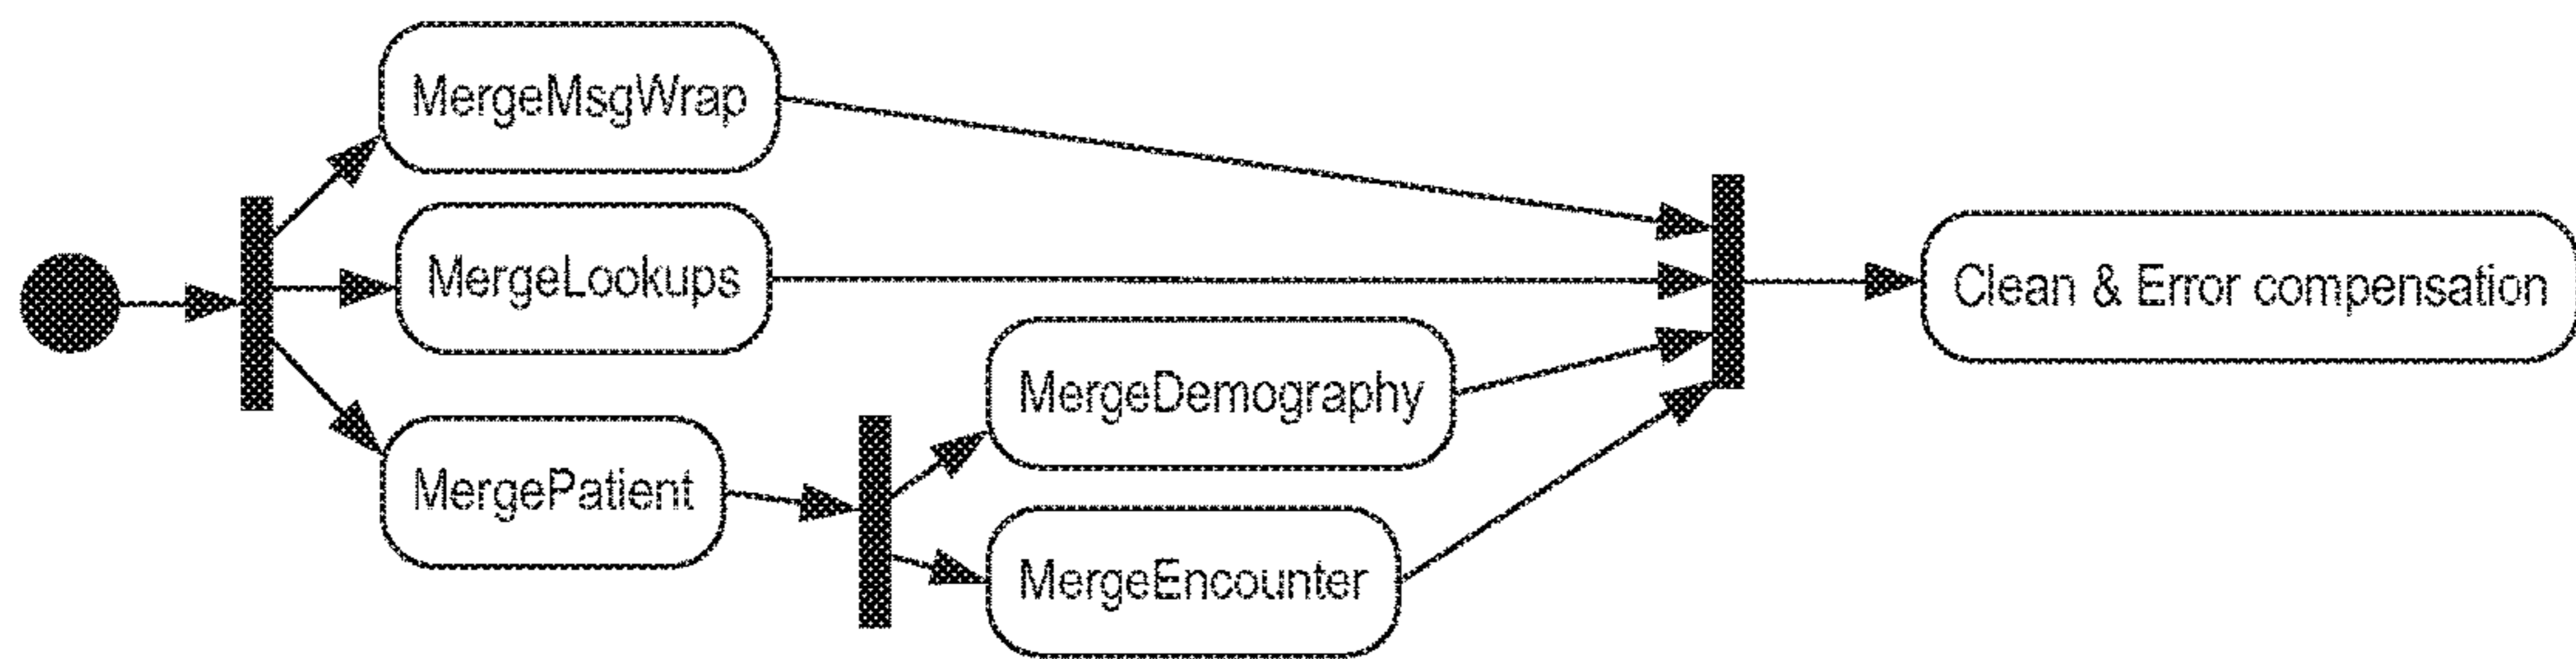 MergeMsgWrap
MergeLookups
Clean & Error compensation
MergeDemography
MergePatient
MergeEncounter